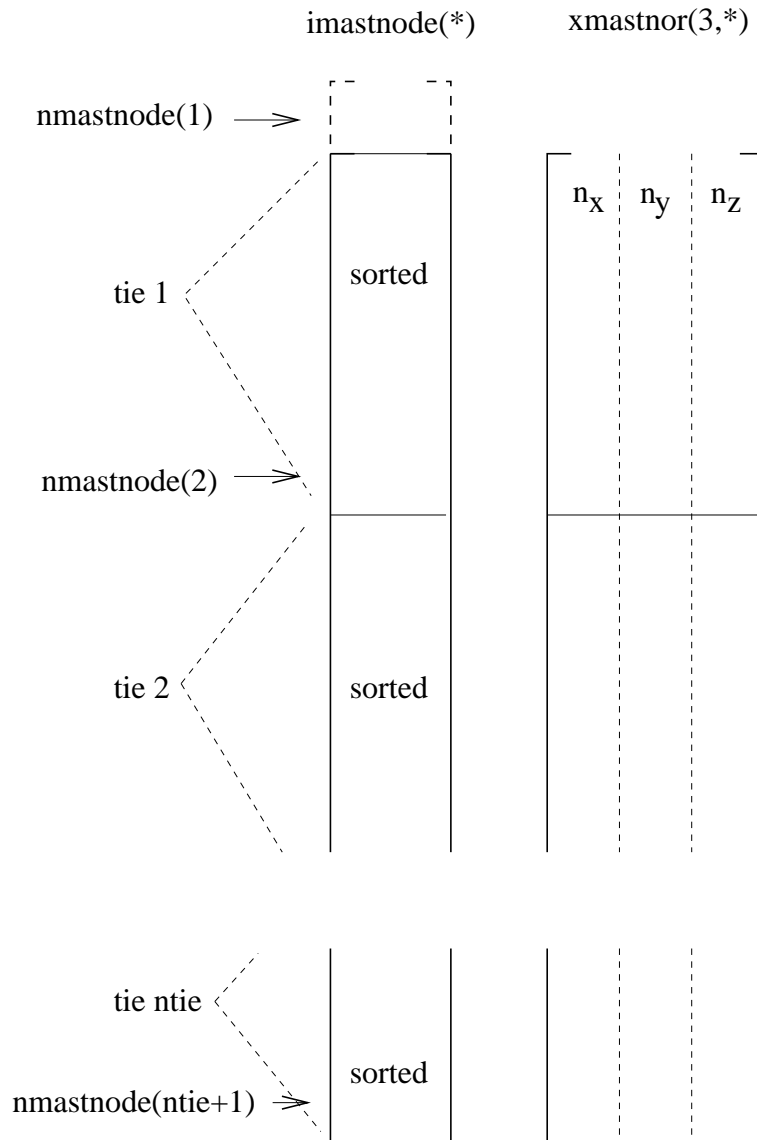 imastnode(*) xmastnor(3,*)
nmastnode(1)
n_x n_y n_z
sorted
tie 1
nmastnode(2)
tie 2
sorted
tie ntie
sorted
nmastnode(ntie+1)